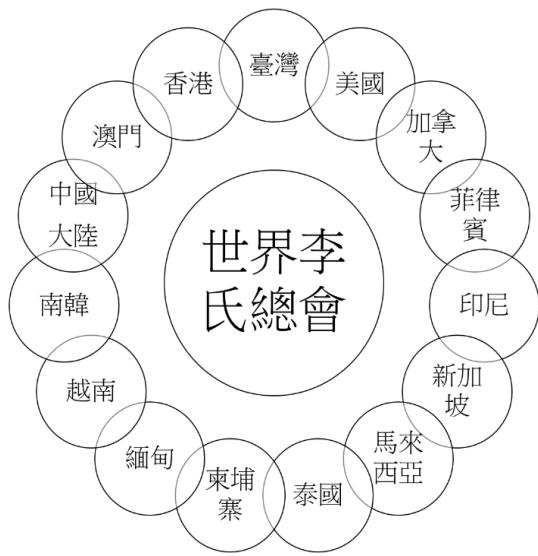 世界李
氏總會
臺灣
美國
加拿
大
菲律
賓
印尼
新加
坡
馬來
西亞
泰國
柬埔
寨
緬甸
越南
南韓
中國
大陸
澳門
香港